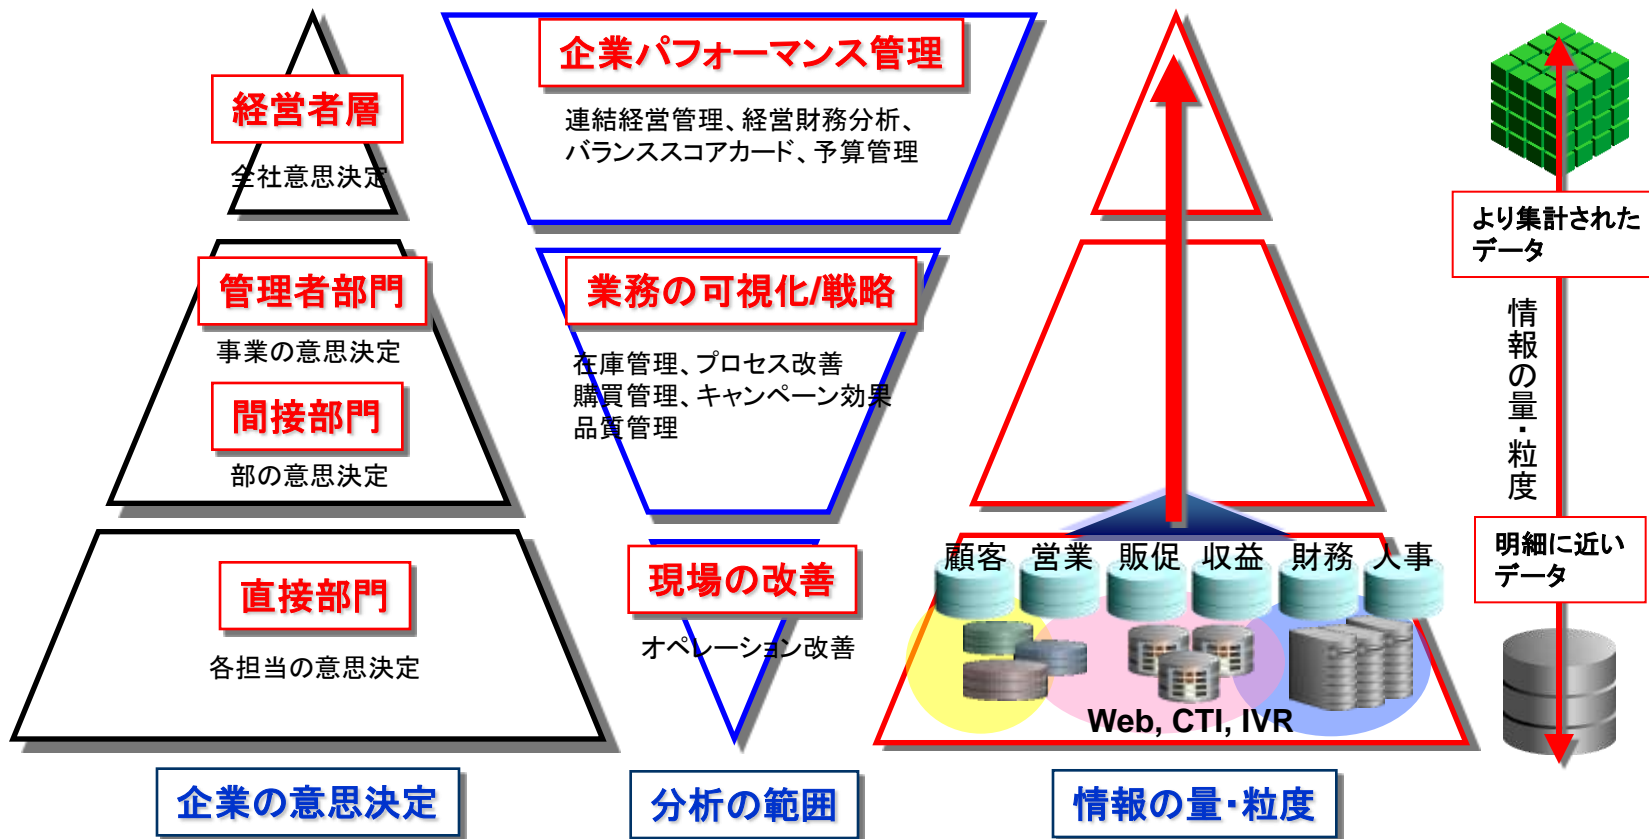 経営者層
全社意思決定
管理者部門
事業の意思決定
間接部門
部の意思決定
直接部門
各担当の意思決定
企業の意思決定
企業パフォーマンス管理
連結経営管理、経営財務分析、
バランススコアカード、予算管理
業務の可視化/戦略
在庫管理、プロセス改善
購買管理、キャンペーン効果
品質管理
現場の改善
オペレーション改善
分析の範囲
顧客 営業 販促 収益 財務 人事
Web, CTI, IVR
情報の量・粒度
より集計された
データ
情報の量・粒度
明細に近い
データ